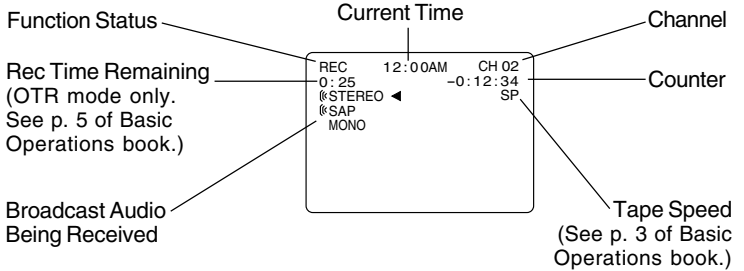 Function Status
Current Time
Channel
REC 12:00AM CH 02
Rec Time Remaining
(OTR mode only.
See p. 5 of Basic
Operations book.)
0:25 -0:12:34
Counter
STEREO ◄ SP
SAP
MONO
Broadcast Audio
Being Received
Tape Speed
(See p. 3 of Basic
Operations book.)